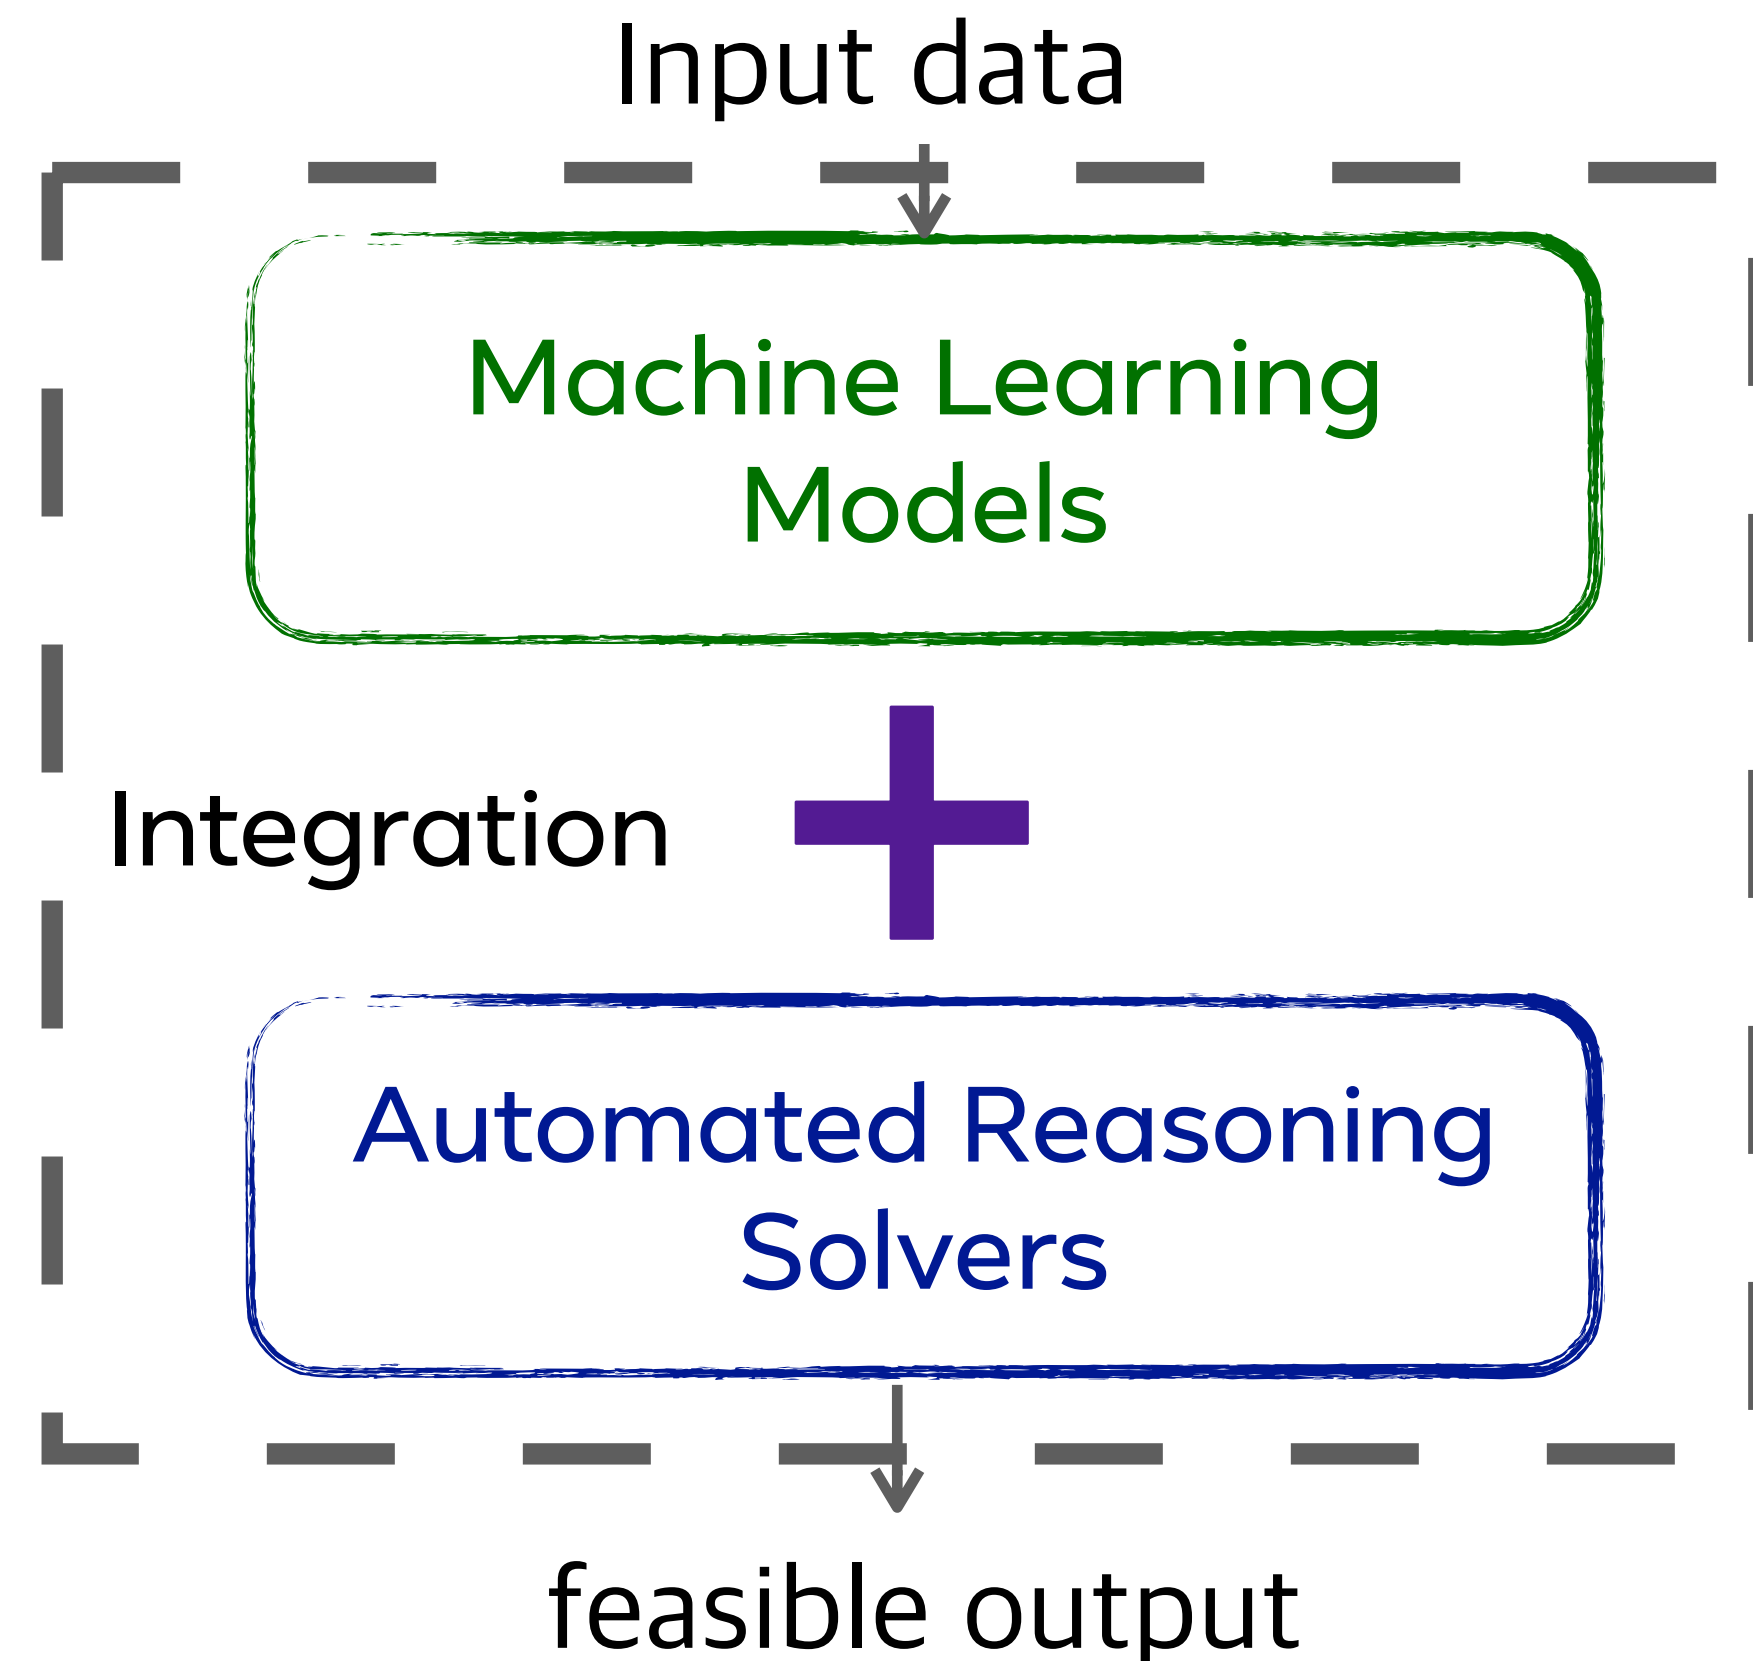 Input data
Machine Learning
Models
Integration
Automated Reasoning
Solvers
feasible output